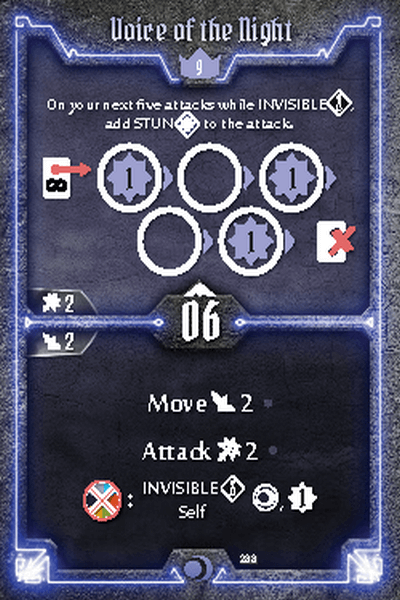 Voice of the Night
9
On your next five attacks while INVISIBLE,
add STUN to the attack.
8 1 1
1
2
06
2
Move 2
Attack 2
: INVISIBLE , 1
Self